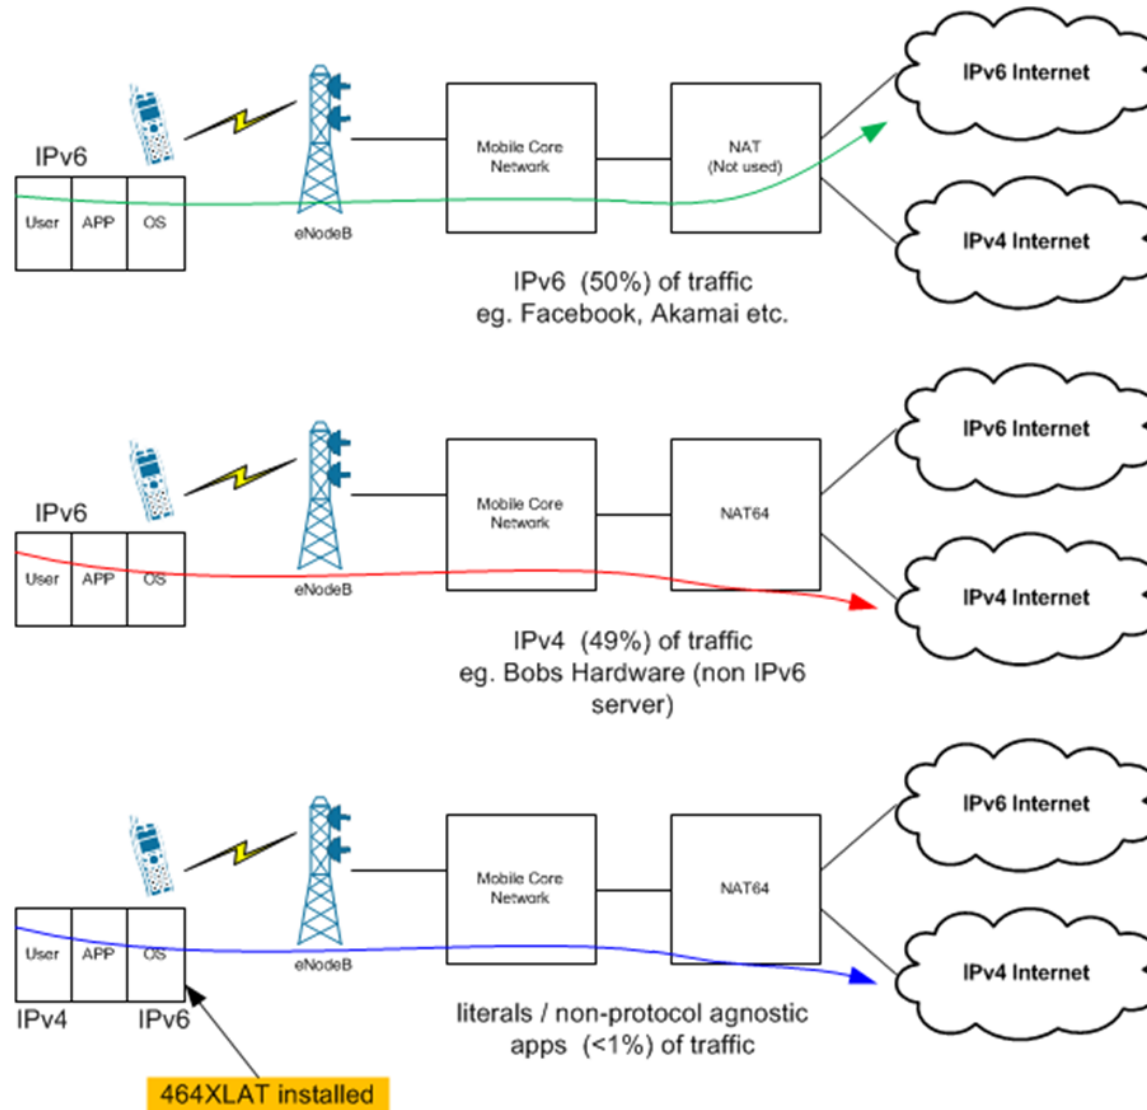 IPv6 Internet
IPv6
Mobile Core
Network
NAT
(Not used)
User
APP
OS
eNodeB
IPv4 Internet
IPv6  (50%) of traffic
eg. Facebook, Akamai etc.
IPv6 Internet
IPv6
Mobile Core
Network
NAT64
User
APP
OS
eNodeB
IPv4 Internet
IPv4  (49%) of traffic
eg. Bobs Hardware (non IPv6
server)
IPv6 Internet
Mobile Core
Network
NAT64
User
APP
OS
eNodeB
IPv4 Internet
IPv4
IPv6
literals / non-protocol agnostic
apps  (<1%) of traffic
464XLAT installed